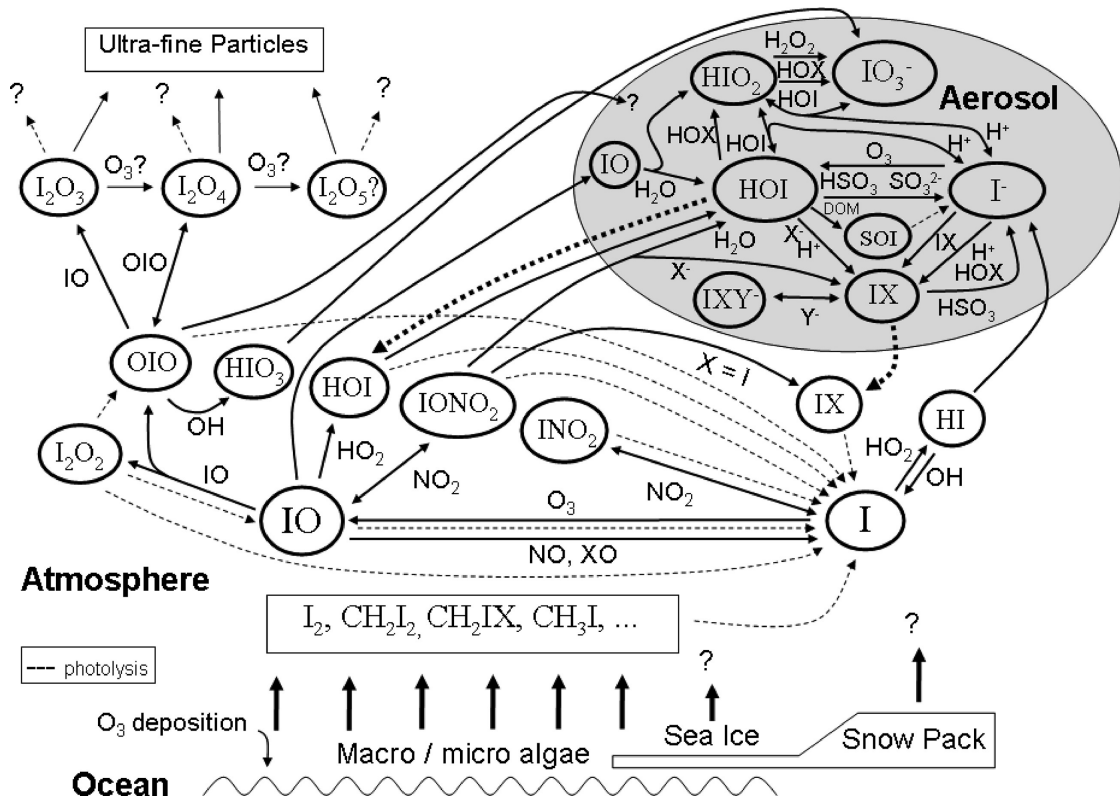 Ultra-fine Particles
? ? ?
I₂O₃ O₃? I₂O₄ O₃? I₂O₅?
IO OIO
OIO HIO₃ HOI IONO₂ INO₂ IX HI
OH
I₂O₂ IO HO₂ NO₂ NO₂ HO₂ OH
X = I
IO O₃ I
NO, XO
?
Aerosol
HIO₂ H₂O₂ IO₃⁻
HOX
HOI
H⁺
IO HOX HOI H⁺
H₂O HOI O₃ I⁻
HSO₃ SO₃²⁻
DOM
SOI
H₂O X⁻ H⁺ IX H⁺
HOX
X⁻ IXY⁻ Y⁻ IX HSO₃
Atmosphere
I₂, CH₂I₂, CH₂IX, CH₃I, ...
--- photolysis
? ?
O₃ deposition
Macro / micro algae
Sea Ice
Snow Pack
Ocean